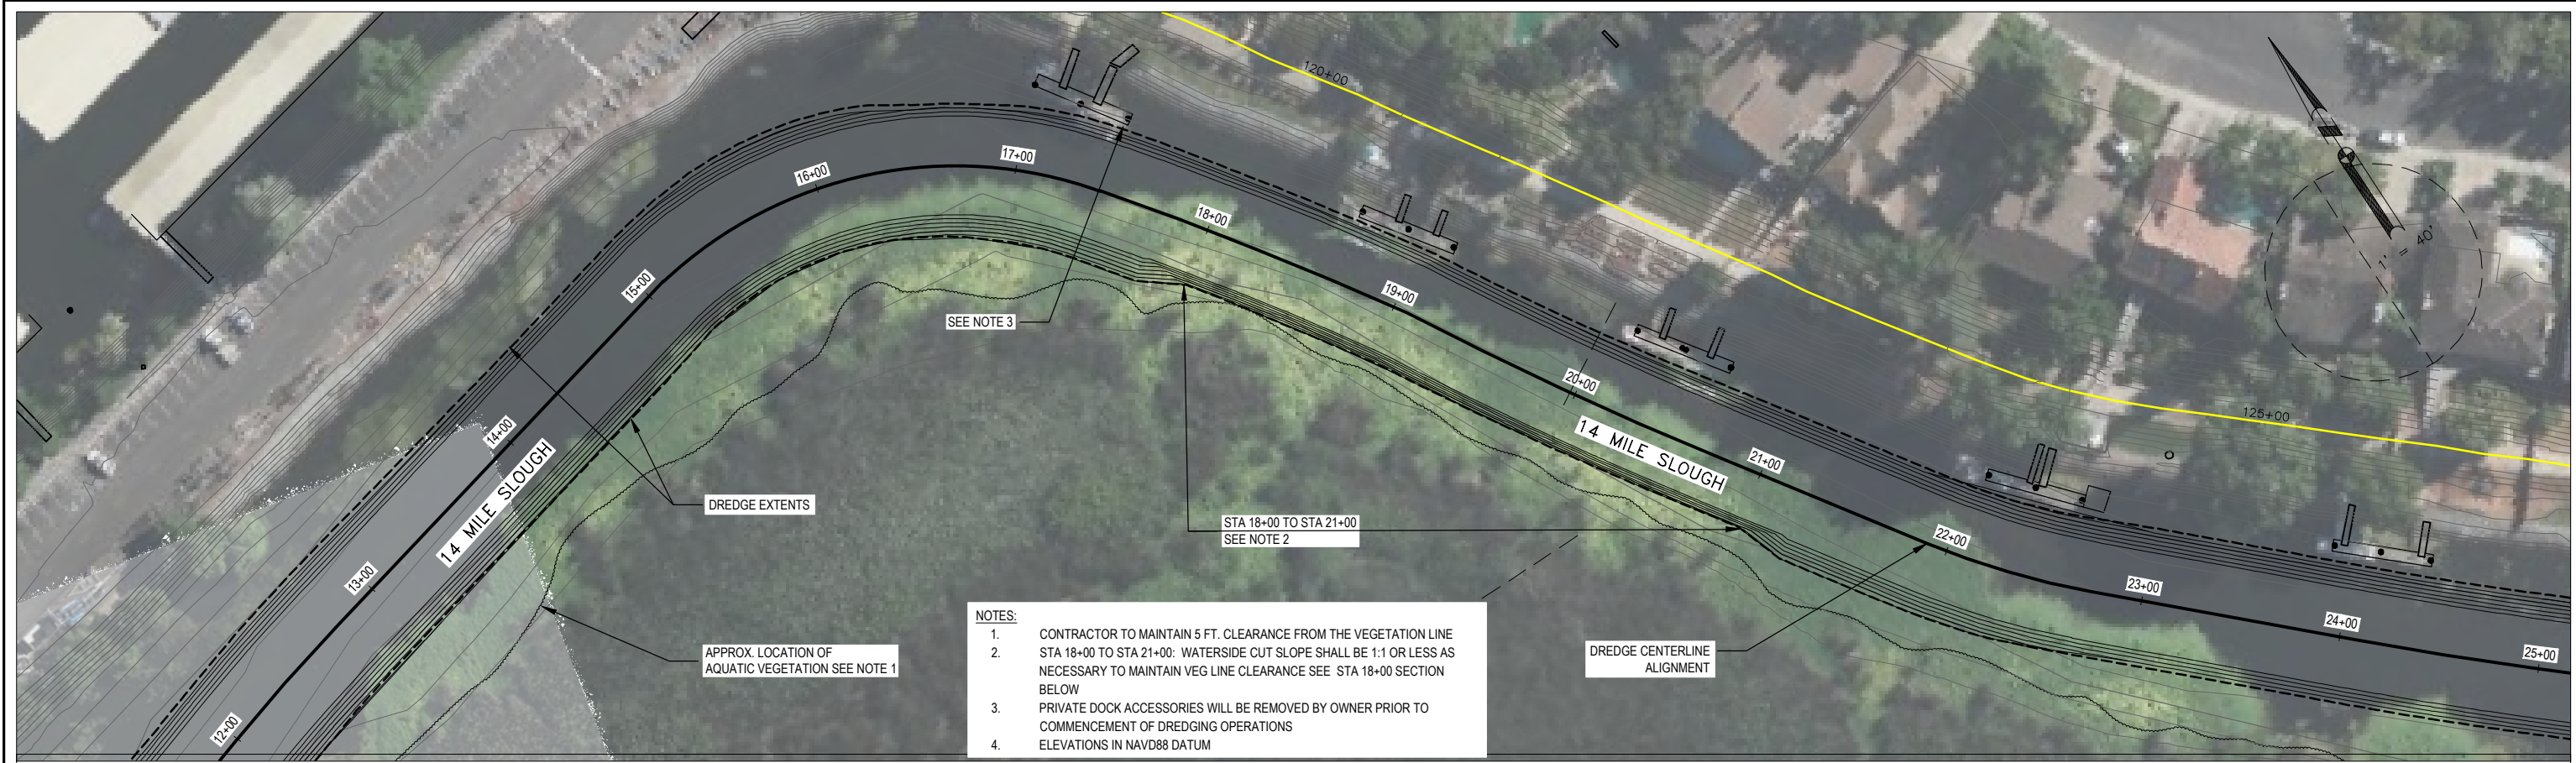 120+00
17+00
16+00
18+00
1' = 40'
15+00
19+00
SEE NOTE 3
20+00
125+00
14+00
14 MILE SLOUGH
14 MILE SLOUGH
21+00
DREDGE EXTENTS
STA 18+00 TO STA 21+00
SEE NOTE 2
22+00
13+00
23+00
24+00
25+00
12+00
APPROX. LOCATION OF
AQUATIC VEGETATION SEE NOTE 1
DREDGE CENTERLINE
ALIGNMENT
NOTES:
1. CONTRACTOR TO MAINTAIN 5 FT. CLEARANCE FROM THE VEGETATION LINE
2. STA 18+00 TO STA 21+00: WATERSIDE CUT SLOPE SHALL BE 1:1 OR LESS AS
NECESSARY TO MAINTAIN VEG LINE CLEARANCE SEE STA 18+00 SECTION
BELOW
3. PRIVATE DOCK ACCESSORIES WILL BE REMOVED BY OWNER PRIOR TO
COMMENCEMENT OF DREDGING OPERATIONS
4. ELEVATIONS IN NAVD88 DATUM